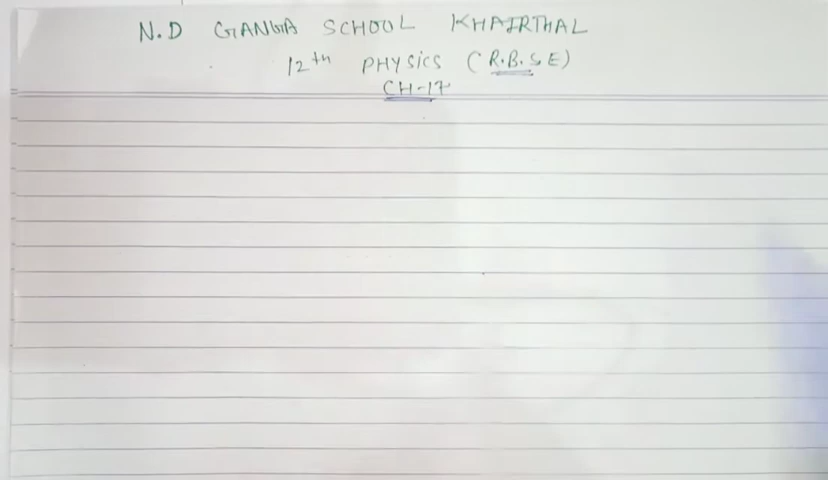 N.D GANGA SCHOOL KHAIRTHAL
12th PHYSICS (R.B.S.E)
CH-17